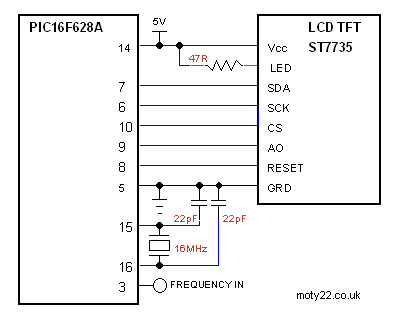 PIC16F628A
5V
LCD TFT
ST7735
14
Vcc
47R
LED
7
SDA
6
SCK
10
CS
9
AO
8
RESET
5
GRD
22pF
22pF
15
16MHz
16
3
FREQUENCY IN
moty22.co.uk